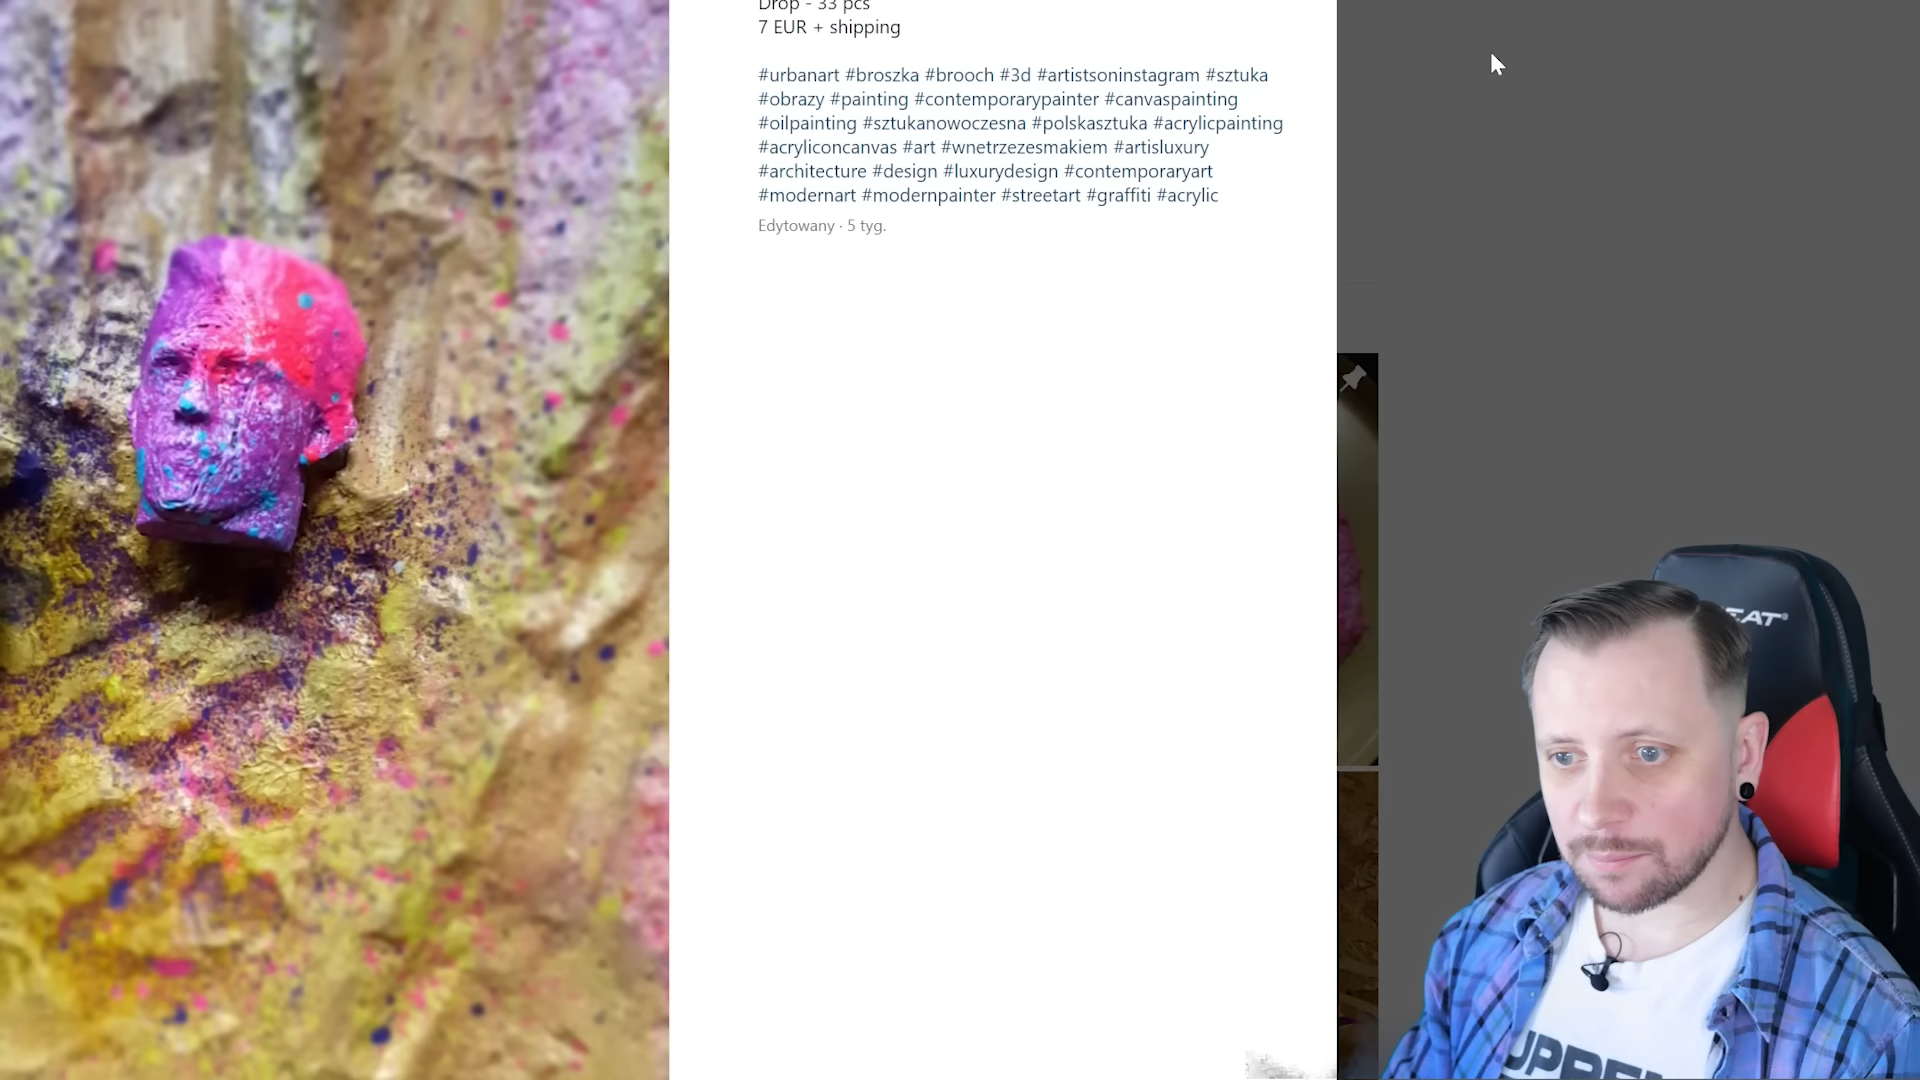 Drop - 33 pcs
7 EUR + shipping
#urbanart #broszka #brooch #3d #artistsoninstagram #sztuka
#obrazy #painting #contemporarypainter #canvaspainting
#oilpainting #sztukanowoczesna #polskasztuka #acrylicpainting
#acryliconcanvas #art #wnetrzezesmakiem #artisluxury
#architecture #design #luxurydesign #contemporaryart
#modernart #modernpainter #streetart #graffiti #acrylic
Edytowany · 5 tyg.